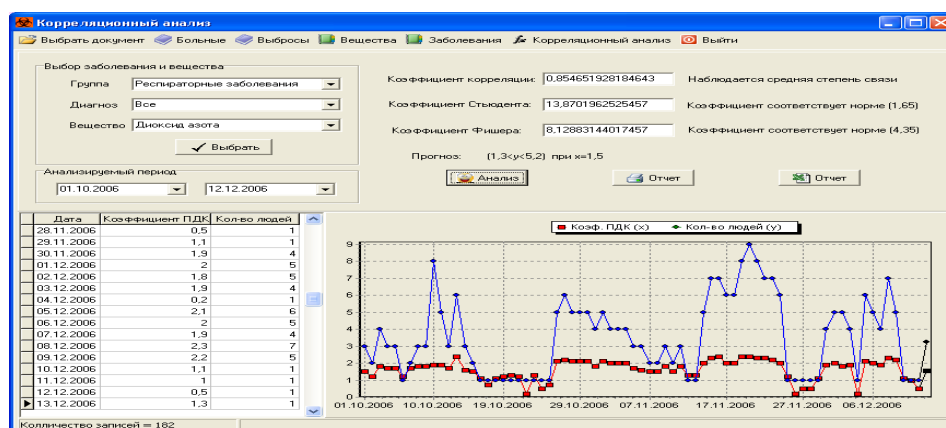 Корреляционный анализ
Выбрать документ Больные Выбросы Вещества Заболевания fx Корреляционный анализ Выйти
Выбор заболевания и вещества
Группа Респираторные заболевания
Диагноз Все
Вещество Диоксид азота
Выбрать
Коэффициент корреляции: 0,854651928184643 Наблюдается средняя степень связи
Коэффициент Стьюдента: 13,8701962525457 Коэффициент соответствует норме (1,65)
Коэффициент Фишера: 8,12883144017457 Коэффициент соответствует норме (4,35)
Прогноз: (1,3<y<5,2) при x=1,5
Анализ Отчет Отчет
Анализируемый период
01.10.2006 12.12.2006
Дата Коэффициент ПДК Кол-во людей
28.11.2006 0,5 1
29.11.2006 1,1 1
30.11.2006 1,9 4
01.12.2006 2 5
02.12.2006 1,8 5
03.12.2006 1,9 4
04.12.2006 0,2 1
05.12.2006 2,1 6
06.12.2006 2 5
07.12.2006 1,9 4
08.12.2006 2,3 7
09.12.2006 2,2 5
10.12.2006 1,1 1
11.12.2006 1 1
12.12.2006 0,5 1
13.12.2006 1,3 1
Коэф. ПДК (x) Кол-во людей (y)
9
8
7
6
5
4
3
2
1
0
01.10.2006 10.10.2006 19.10.2006 29.10.2006 07.11.2006 17.11.2006 27.11.2006 06.12.2006
Колличество записей = 182